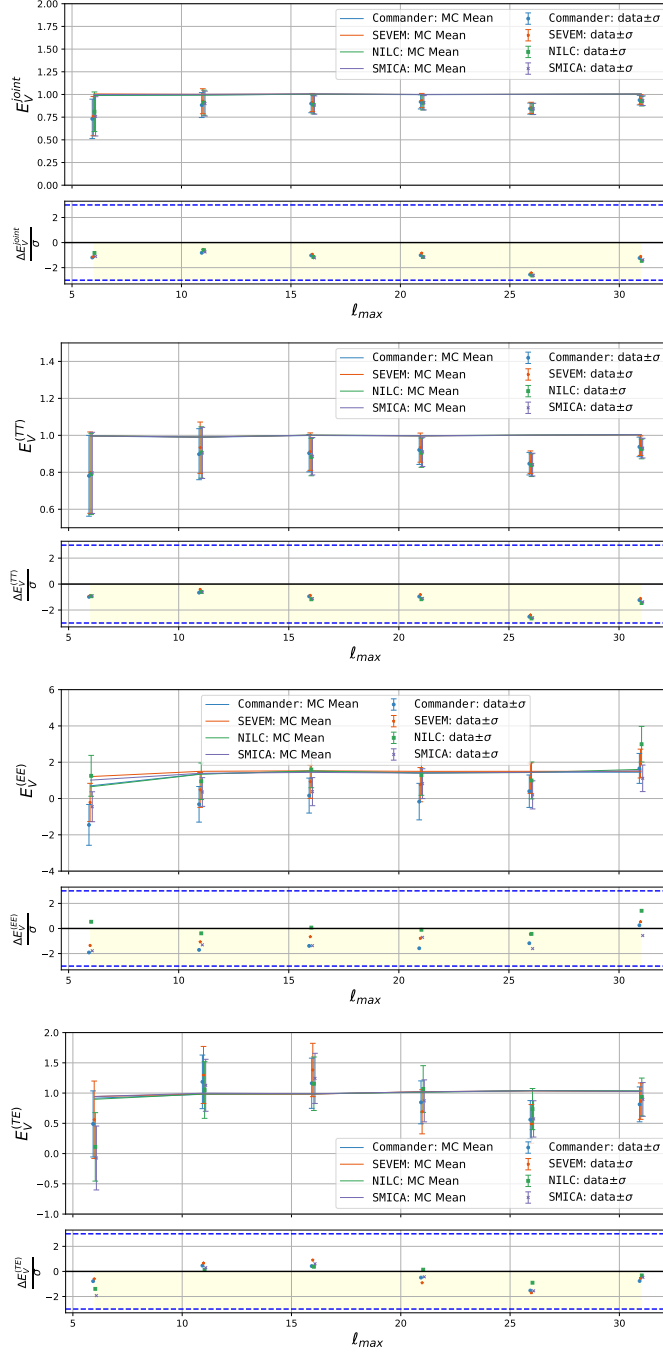 2.00
1.75
1.50
1.25
1.00
0.75
0.50
0.25
0.00
E_V^{joint}
Commander: MC Mean
SEVEM: MC Mean
NILC: MC Mean
SMICA: MC Mean
Commander: data±σ
SEVEM: data±σ
NILC: data±σ
SMICA: data±σ
2
0
−2
ΔE_V^{joint}
σ
5 10 15 20 25 30
ℓ_max
1.4
1.2
1.0
0.8
0.6
E_V^{(TT)}
Commander: MC Mean
SEVEM: MC Mean
NILC: MC Mean
SMICA: MC Mean
Commander: data±σ
SEVEM: data±σ
NILC: data±σ
SMICA: data±σ
2
0
−2
ΔE_V^{(TT)}
σ
5 10 15 20 25 30
ℓ_max
6
4
2
0
−2
−4
E_V^{(EE)}
Commander: MC Mean
SEVEM: MC Mean
NILC: MC Mean
SMICA: MC Mean
Commander: data±σ
SEVEM: data±σ
NILC: data±σ
SMICA: data±σ
2
0
−2
ΔE_V^{(EE)}
σ
5 10 15 20 25 30
ℓ_max
2.0
1.5
1.0
0.5
0.0
−0.5
−1.0
E_V^{(TE)}
Commander: MC Mean
SEVEM: MC Mean
NILC: MC Mean
SMICA: MC Mean
Commander: data±σ
SEVEM: data±σ
NILC: data±σ
SMICA: data±σ
2
0
−2
ΔE_V^{(TE)}
σ
5 10 15 20 25 30
ℓ_max